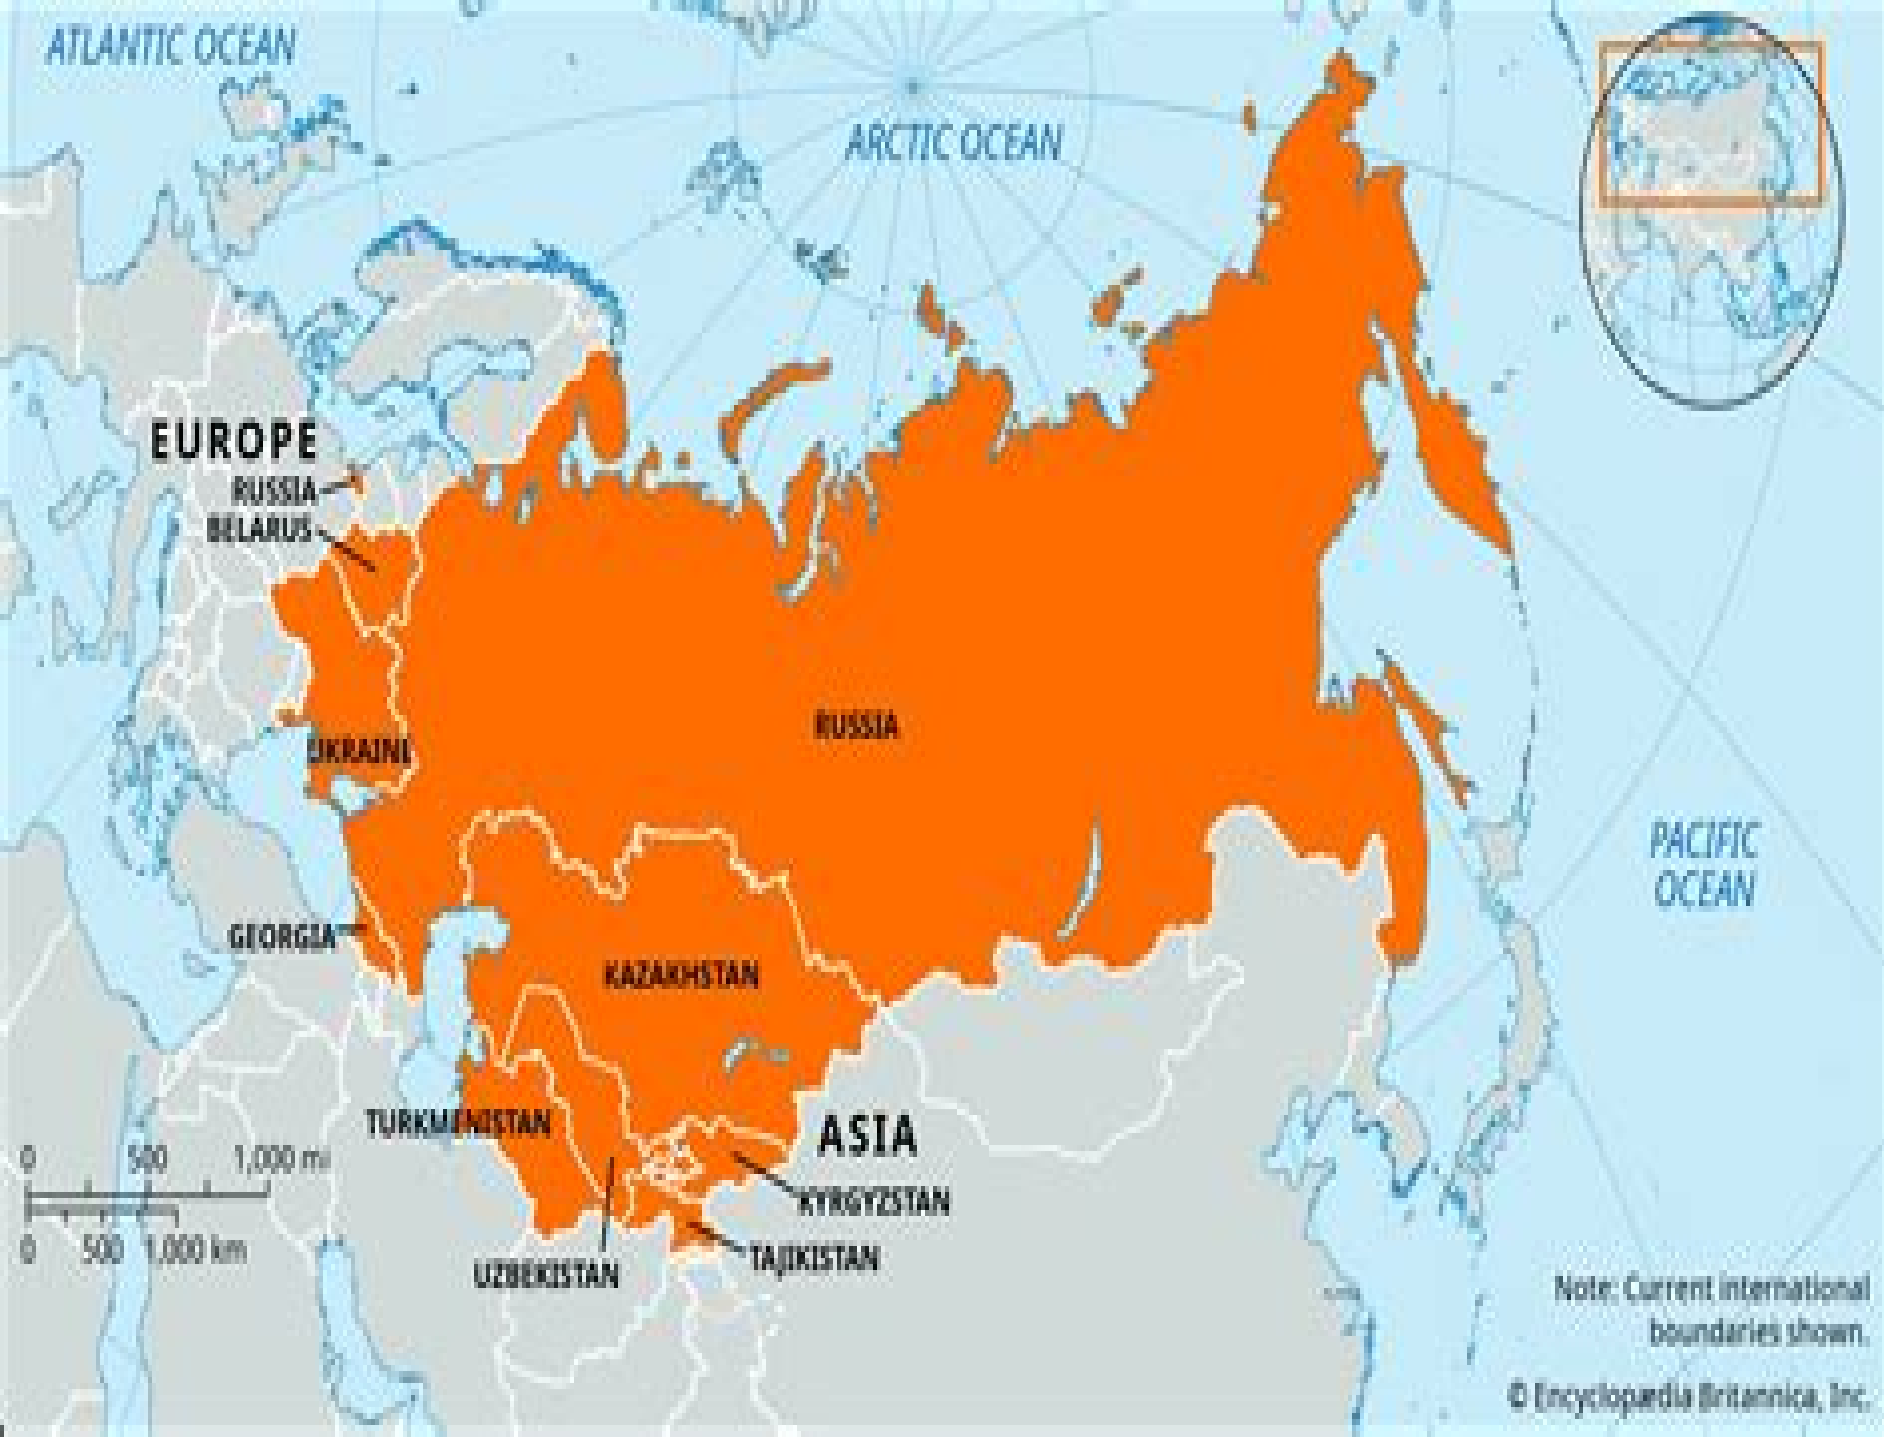 ATLANTIC OCEAN
ARCTIC OCEAN
EUROPE
RUSSIA
BELARUS
RUSSIA
UKRAINE
PACIFIC
OCEAN
GEORGIA
KAZAKHSTAN
TURKMENISTAN
ASIA
0 500 1,000 mi
KYRGYZSTAN
0 500 1,000 km
TAJIKISTAN
UZBEKISTAN
Note: Current international
boundaries shown.
© Encyclopædia Britannica, Inc.